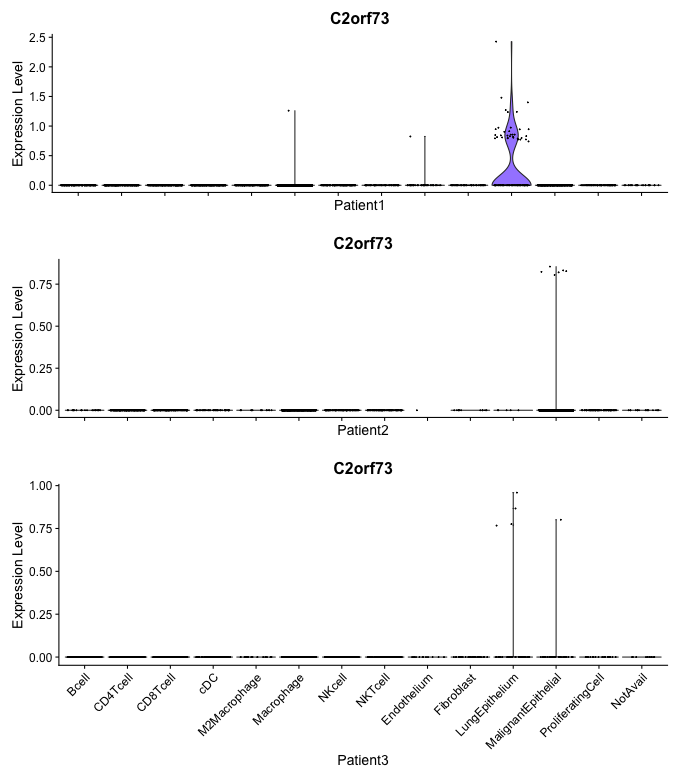 C2orf73
Expression Level
2.5
2.0
1.5
1.0
0.5
0.0
Patient1
C2orf73
Expression Level
0.75
0.50
0.25
0.00
Patient2
C2orf73
Expression Level
1.00
0.75
0.50
0.25
0.00
Bcell
CD4Tcell
CD8Tcell
cDC
M2Macrophage
Macrophage
NKcell
NKTcell
Endothelium
Fibroblast
LungEpithelium
MalignantEpithelial
ProliferatingCell
NotAvail
Patient3